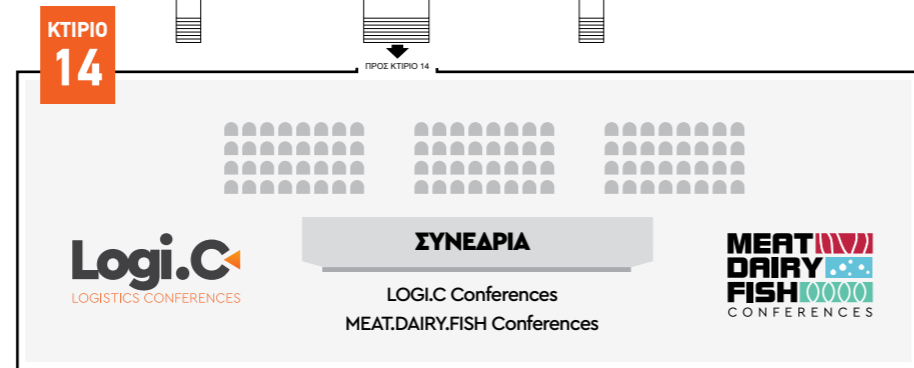 ΚΤΙΡΙΟ
14
ΠΡΟΣ ΚΤΙΡΙΟ 14
ΣΥΝΕΔΡΙΑ
Logi.C
LOGISTICS CONFERENCES
LOGI.C Conferences
MEAT.DAIRY.FISH Conferences
MEAT
DAIRY
FISH
CONFERENCES